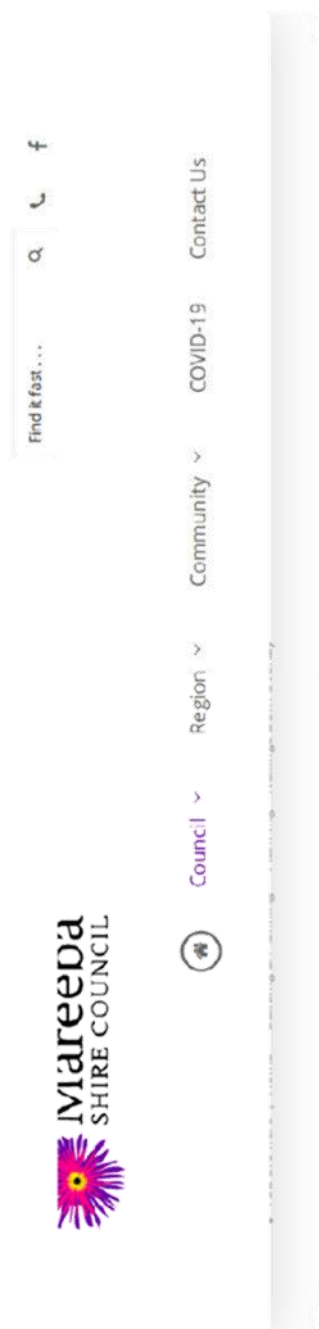 Find it fast . . .
Mareeba
SHIRE COUNCIL
Council Region Community COVID-19 Contact Us